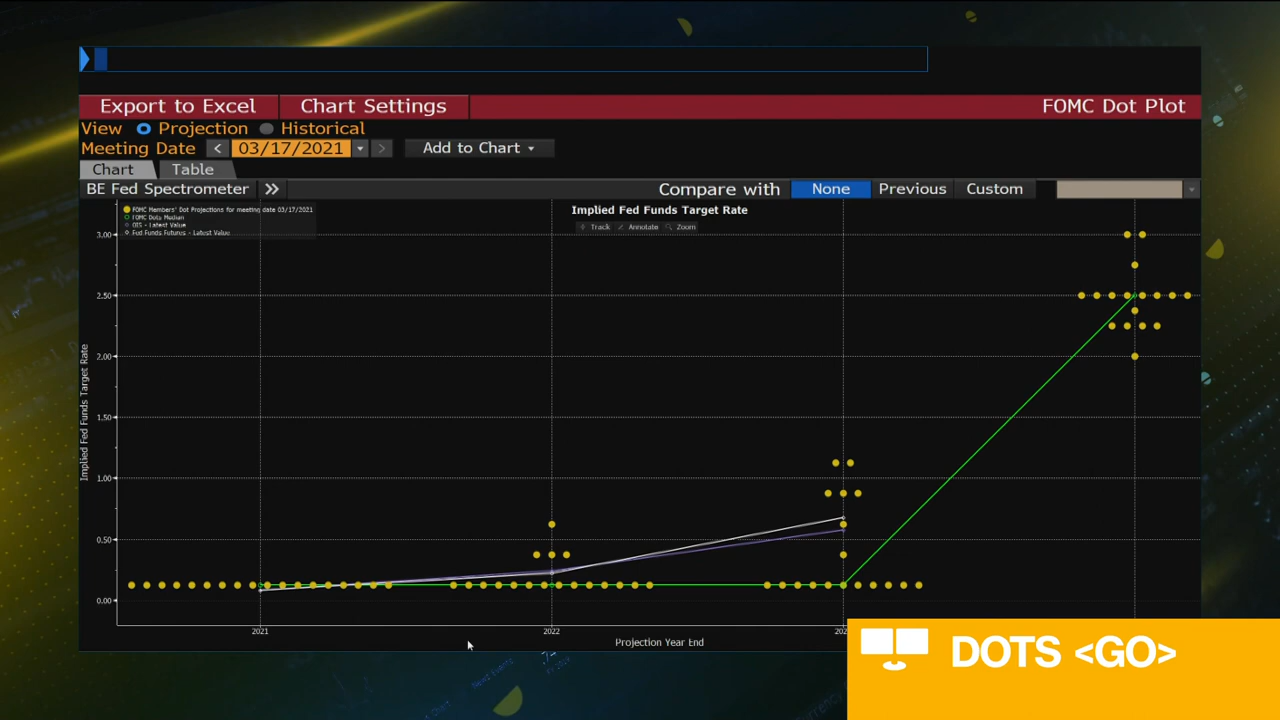 Export to Excel Chart Settings FOMC Dot Plot
View Projection Historical
Meeting Date < 03/17/2021 > Add to Chart
Chart Table
BE Fed Spectrometer >> Compare with None Previous Custom
Implied Fed Funds Target Rate
Track Annotate Zoom
FOMC Members' Dot Projections for meeting date 03/17/2021
FOMC Dots Median
OIS - Latest Value
Fed Funds Futures - Latest Value
3.00
2.50
2.00
1.50
1.00
0.50
0.00
Implied Fed Funds Target Rate
2021 2022
Projection Year End
DOTS <GO>